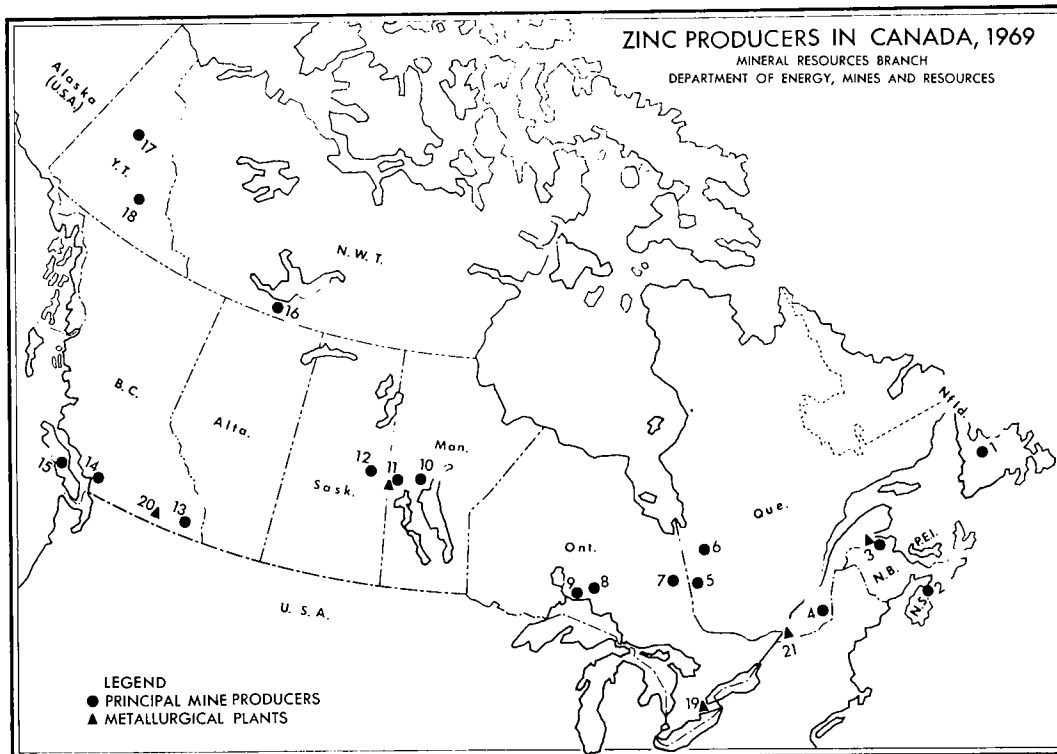 ZINC PRODUCERS IN CANADA, 1969
MINERAL RESOURCES BRANCH
DEPARTMENT OF ENERGY, MINES AND RESOURCES
Alaska
(U.S.A.)
17
Y.T.
18
N.W.T.
16
B.C.
Alta.
Sask.
Man.
Nfld.
1
15
14
12
11
10
20
13
Que.
Ont.
6
7
5
9
8
3
P.E.I.
N.B.
N.S.
2
4
21
U. S. A.
19
LEGEND
PRINCIPAL MINE PRODUCERS
METALLURGICAL PLANTS